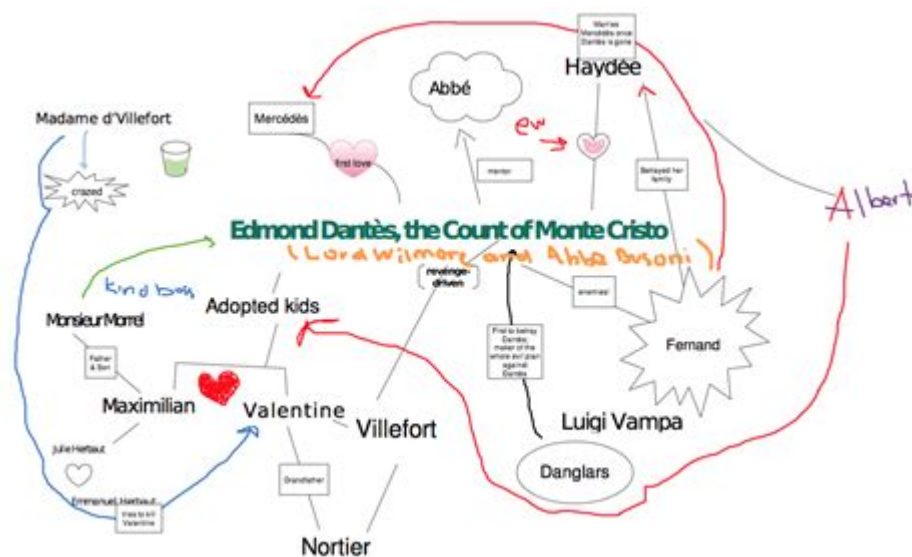 Marries
Mercédès once
Dantès is gone
Haydée
Abbé
Madame d'Villefort
Mercédès
ew
first love
mentor
Betrayed her
family
crazed
Albert
Edmond Dantès, the Count of Monte Cristo
(Lord Wilmore and Abbe Busoni)
revenge-
driven
kind boss
enemies!
Adopted kids
Monsieur Morrel
First to betray
Dantès;
maker of the
whole evil plan
against
Dantès
Fernand
Father
& Son
Maximilian
Valentine
Villefort
Luigi Vampa
Julie Herbaut
Danglars
Grandfather
Emmanuel Herbaut
tries to kill
Valentine
Nortier